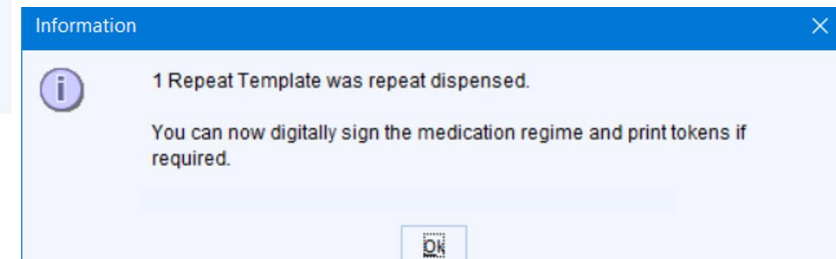 Information
1 Repeat Template was repeat dispensed.
You can now digitally sign the medication regime and print tokens if
required.
Ok